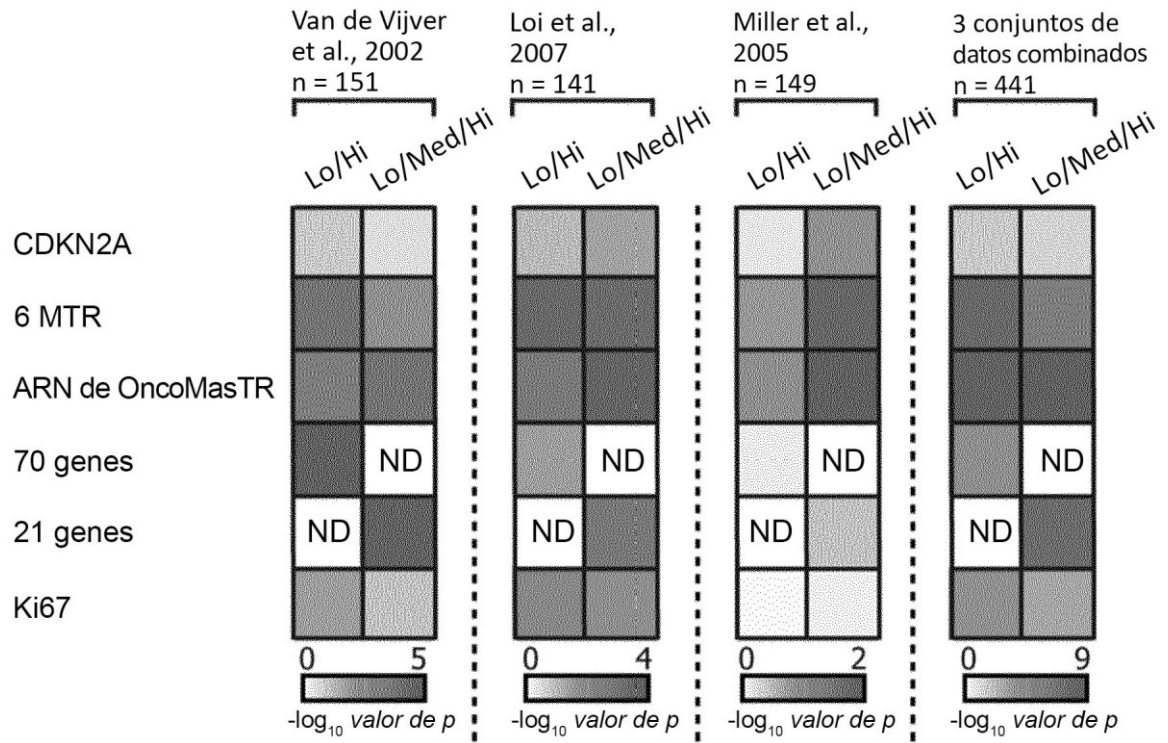 Van de Vijver
et al., 2002
n = 151
Loi et al.,
2007
n = 141
Miller et al.,
2005
n = 149
3 conjuntos de
datos combinados
n = 441
Lo/Hi
Lo/Med/Hi
Lo/Hi
Lo/Med/Hi
Lo/Hi
Lo/Med/Hi
Lo/Hi
Lo/Med/Hi
CDKN2A
6 MTR
ARN de OncoMasTR
70 genes
ND
ND
ND
ND
21 genes
ND
ND
ND
ND
Ki67
0 5
0 4
0 2
0 9
-log₁₀ valor de p
-log₁₀ valor de p
-log₁₀ valor de p
-log₁₀ valor de p